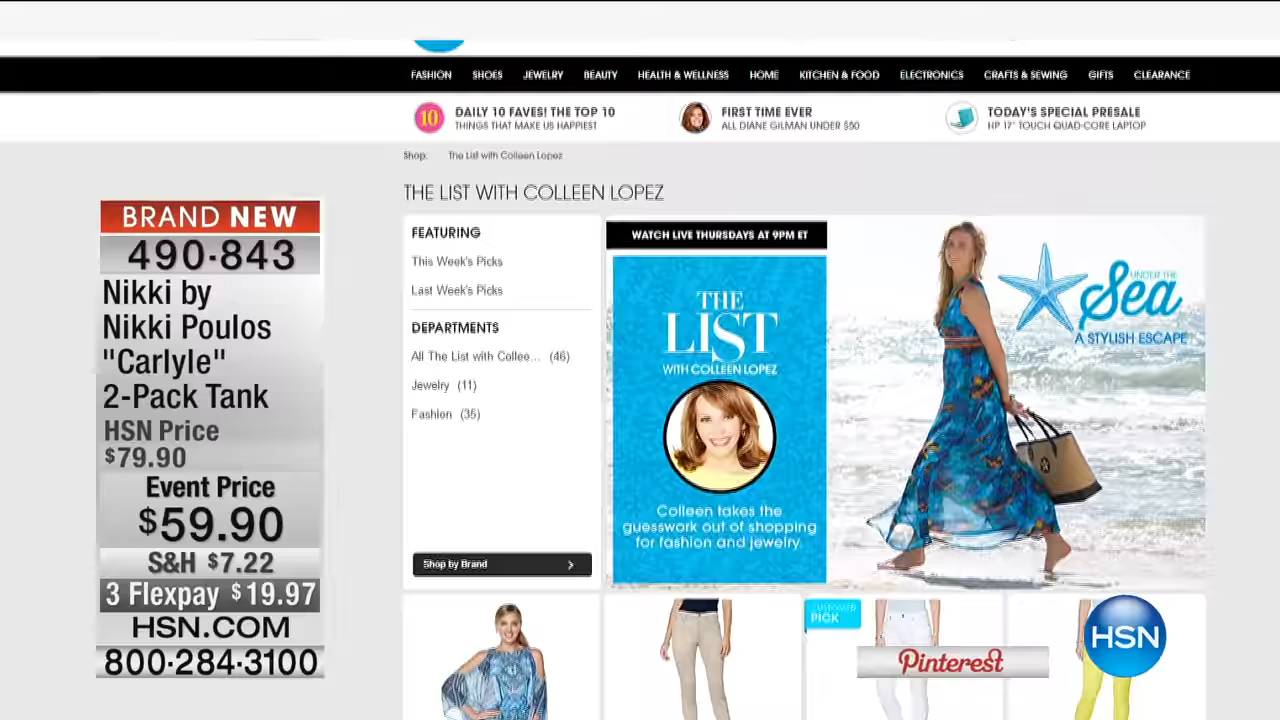 FASHION SHOES JEWELRY BEAUTY HEALTH & WELLNESS HOME KITCHEN & FOOD ELECTRONICS CRAFTS & SEWING GIFTS CLEARANCE
10
DAILY 10 FAVES! THE TOP 10
THINGS THAT MAKE US HAPPIEST
FIRST TIME EVER
ALL DIANE GILMAN UNDER $50
TODAY'S SPECIAL PRESALE
HP 17" TOUCH QUAD-CORE LAPTOP
Shop: The List with Colleen Lopez
THE LIST WITH COLLEEN LOPEZ
BRAND NEW
490·843
Nikki by
Nikki Poulos
"Carlyle"
2-Pack Tank
HSN Price
$79.90
Event Price
$59.90
S&H $7.22
3 Flexpay $19.97
HSN.COM
800·284·3100
FEATURING
This Week's Picks
Last Week's Picks
DEPARTMENTS
All The List with Collee... (46)
Jewelry (11)
Fashion (35)
Shop by Brand
WATCH LIVE THURSDAYS AT 9PM ET
THE
LIST
WITH COLLEEN LOPEZ
Colleen takes the
guesswork out of shopping
for fashion and jewelry.
UNDER THE
Sea
A STYLISH ESCAPE
CUSTOMER
PICK
Pinterest
HSN